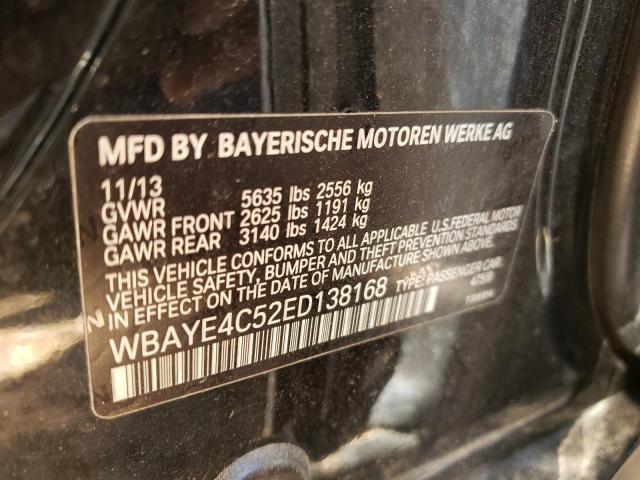 MFD BY BAYERISCHE MOTOREN WERKE AG
11/13
GVWR 5635 lbs 2556 kg
GAWR FRONT 2625 lbs 1191 kg
GAWR REAR 3140 lbs 1424 kg
THIS VEHICLE CONFORMS TO ALL APPLICABLE U.S.FEDERAL MOTOR
VEHICLE SAFETY, BUMPER AND THEFT PREVENTION STANDARDS
IN EFFECT ON THE DATE OF MANUFACTURE SHOWN ABOVE.
WBAYE4C52ED138168 TYPE: PASSENGER CAR